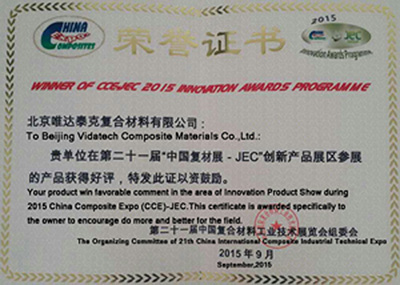 CHINA
COMPOSITES
荣誉证书
2015
JEC
Innovation Awards Programme
WINNER OF CCE-JEC 2015 INNOVATION AWARDS PROGRAMME
北京唯达泰克复合材料有限公司：
To Beijing Vidatech Composite Materials Co.,Ltd.:
贵单位在第二十一届“中国复材展－JEC”创新产品展区参展
的产品获得好评，特发此证以资鼓励。
Your product win favorable comment in the area of Innovation Product Show during
2015 China Composite Expo (CCE)-JEC.This certificate is awarded specifically to
the owner to encourage do more and better for the field.
第二十一届中国复合材料工业技术展览会组委会
The Organizing Committee of 21th China International Composite Industrial Technical Expo
2015年9月
September,2015